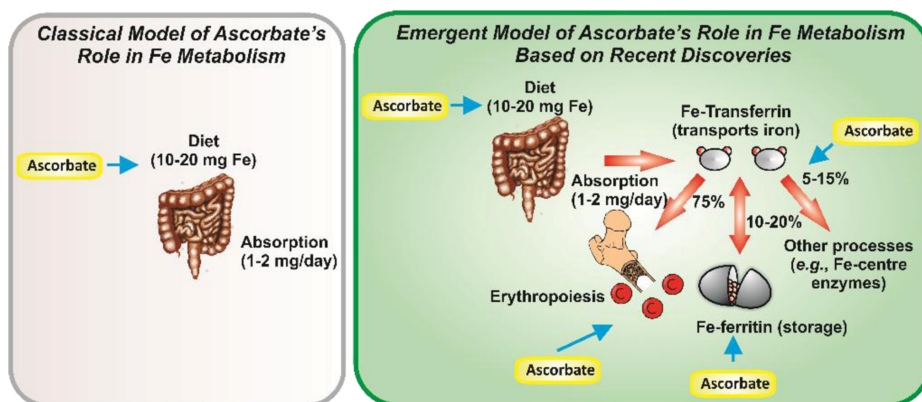 Classical Model of Ascorbate's
Role in Fe Metabolism
Ascorbate
Diet
(10-20 mg Fe)
Absorption
(1-2 mg/day)
Emergent Model of Ascorbate's Role in Fe Metabolism
Based on Recent Discoveries
Ascorbate
Diet
(10-20 mg Fe)
Absorption
(1-2 mg/day)
Fe-Transferrin
(transports iron)
Ascorbate
75%
10-20%
5-15%
Erythropoiesis
C
C
C
Other processes
(e.g., Fe-centre
enzymes)
Fe-ferritin (storage)
Ascorbate
Ascorbate